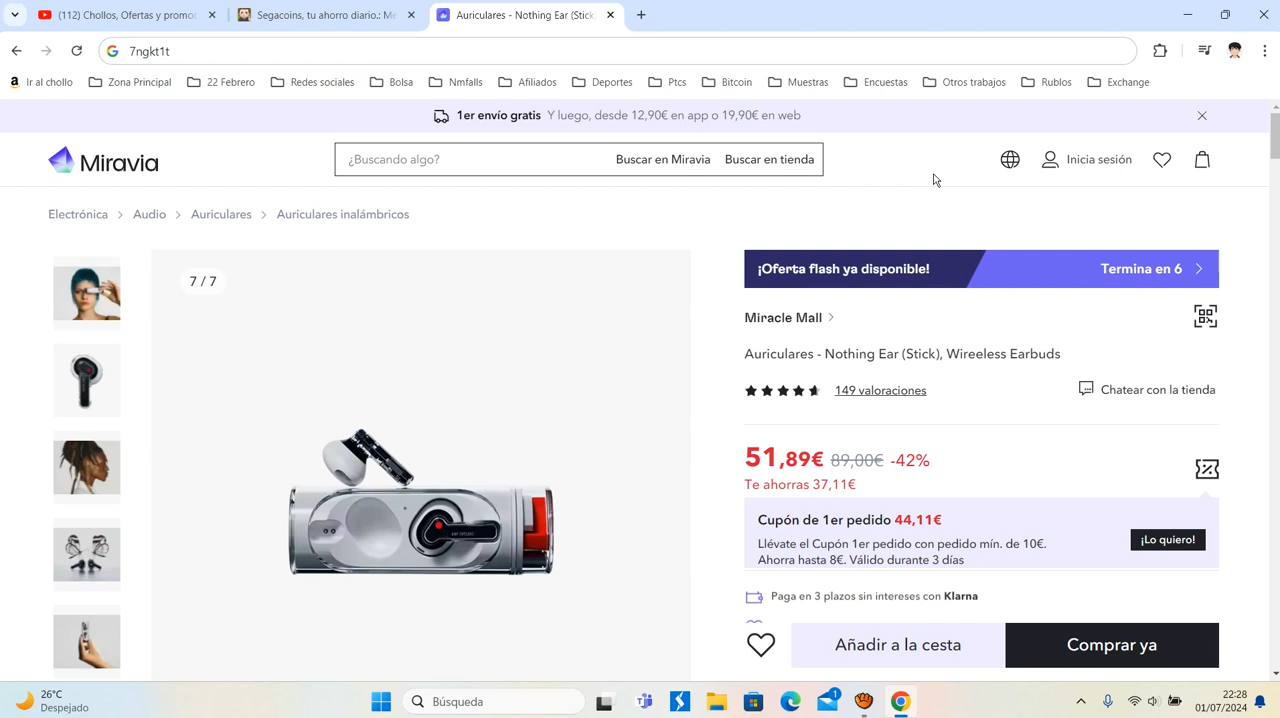 (112) Chollos, Ofertas y promoc
Segacoins, tu ahorro diario.: M
Auriculares - Nothing Ear (Stick
7ngkt1t
Ir al chollo
Zona Principal
22 Febrero
Redes sociales
Bolsa
Nmfalls
Afiliados
Deportes
Ptcs
Bitcoin
Muestras
Encuestas
Otros trabajos
Rublos
Exchange
1er envío gratis Y luego, desde 12,90€ en app o 19,90€ en web
Miravia
¿Buscando algo?
Buscar en Miravia
Buscar en tienda
Inicia sesión
Electrónica
Audio
Auriculares
Auriculares inalámbricos
7 / 7
¡Oferta flash ya disponible!
Termina en 6
Miracle Mall
Auriculares - Nothing Ear (Stick), Wireeless Earbuds
149 valoraciones
Chatear con la tienda
51,89€ 89,00€ -42%
Te ahorras 37,11€
Cupón de 1er pedido 44,11€
Llévate el Cupón 1er pedido con pedido mín. de 10€.
Ahorra hasta 8€. Válido durante 3 días
¡Lo quiero!
Paga en 3 plazos sin intereses con Klarna
Añadir a la cesta
Comprar ya
26°C
Despejado
Búsqueda
1
22:28
01/07/2024